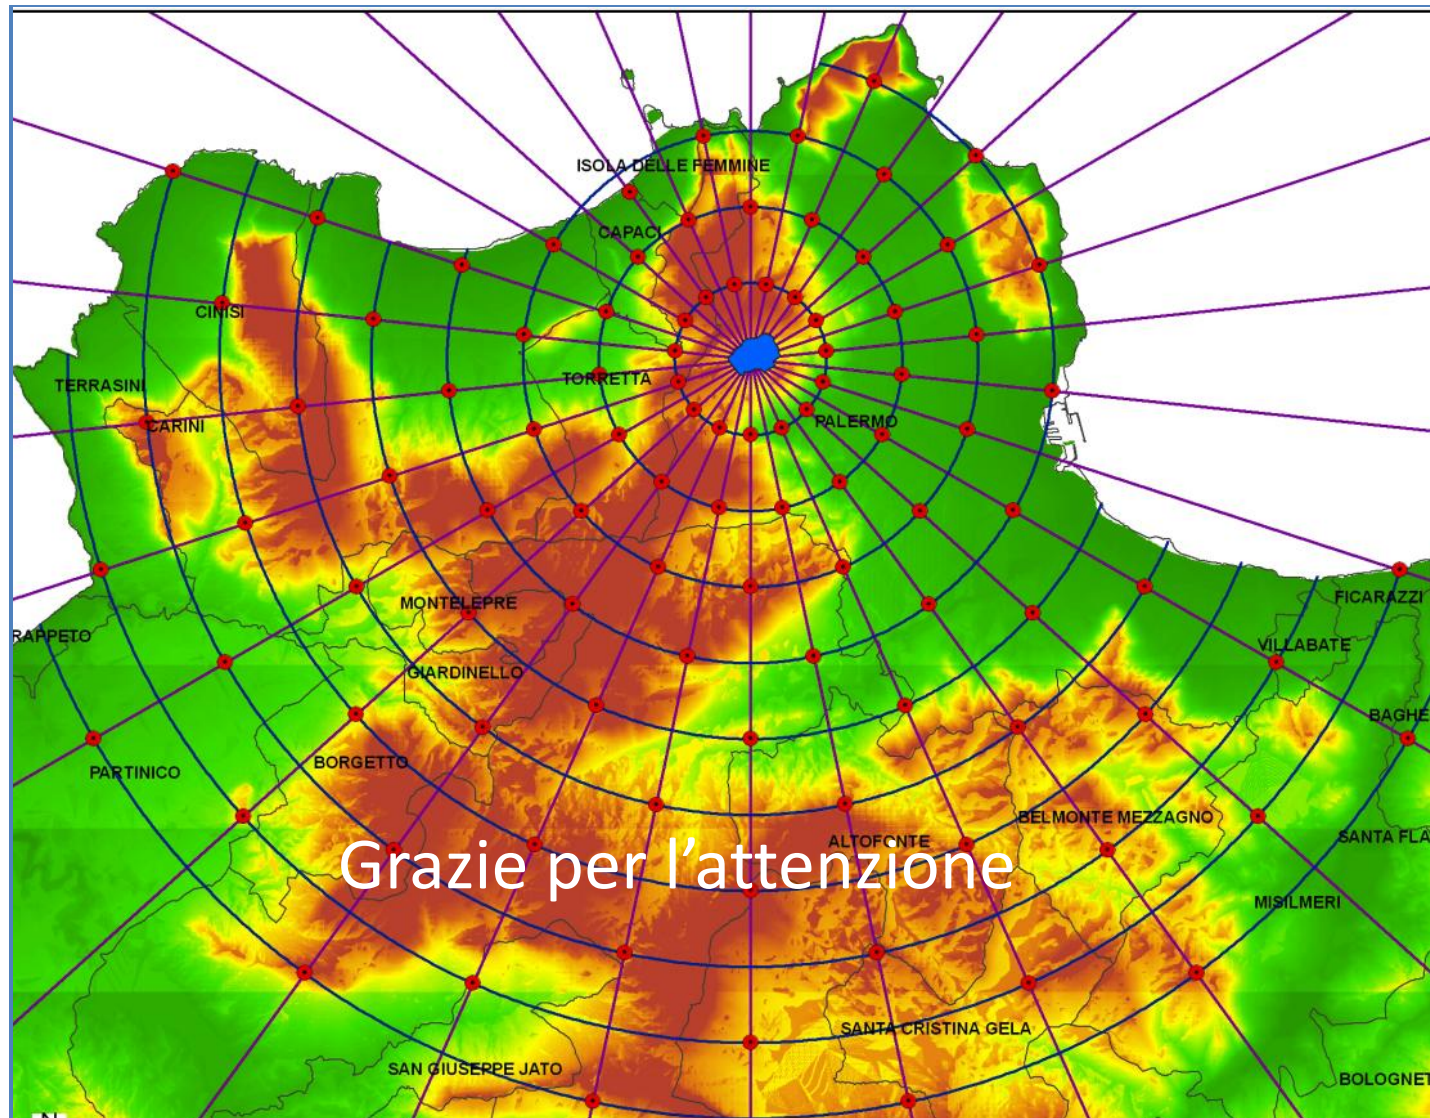 ISOLA DELLE FEMMINE
CAPACI
CINISI
TORRETTA
TERRASINI
PALERMO
CARINI
FICARAZZI
MONTELEPRE
RAPPETO
VILLABATE
GIARDINELLO
BAGHE
BORGETTO
PARTINICO
BELMONTE MEZZAGNO
SANTA FLA
ALTOFONTE
Grazie per l’attenzione
MISILMERI
SANTA CRISTINA GELA
SAN GIUSEPPE JATO
BOLOGNET
N